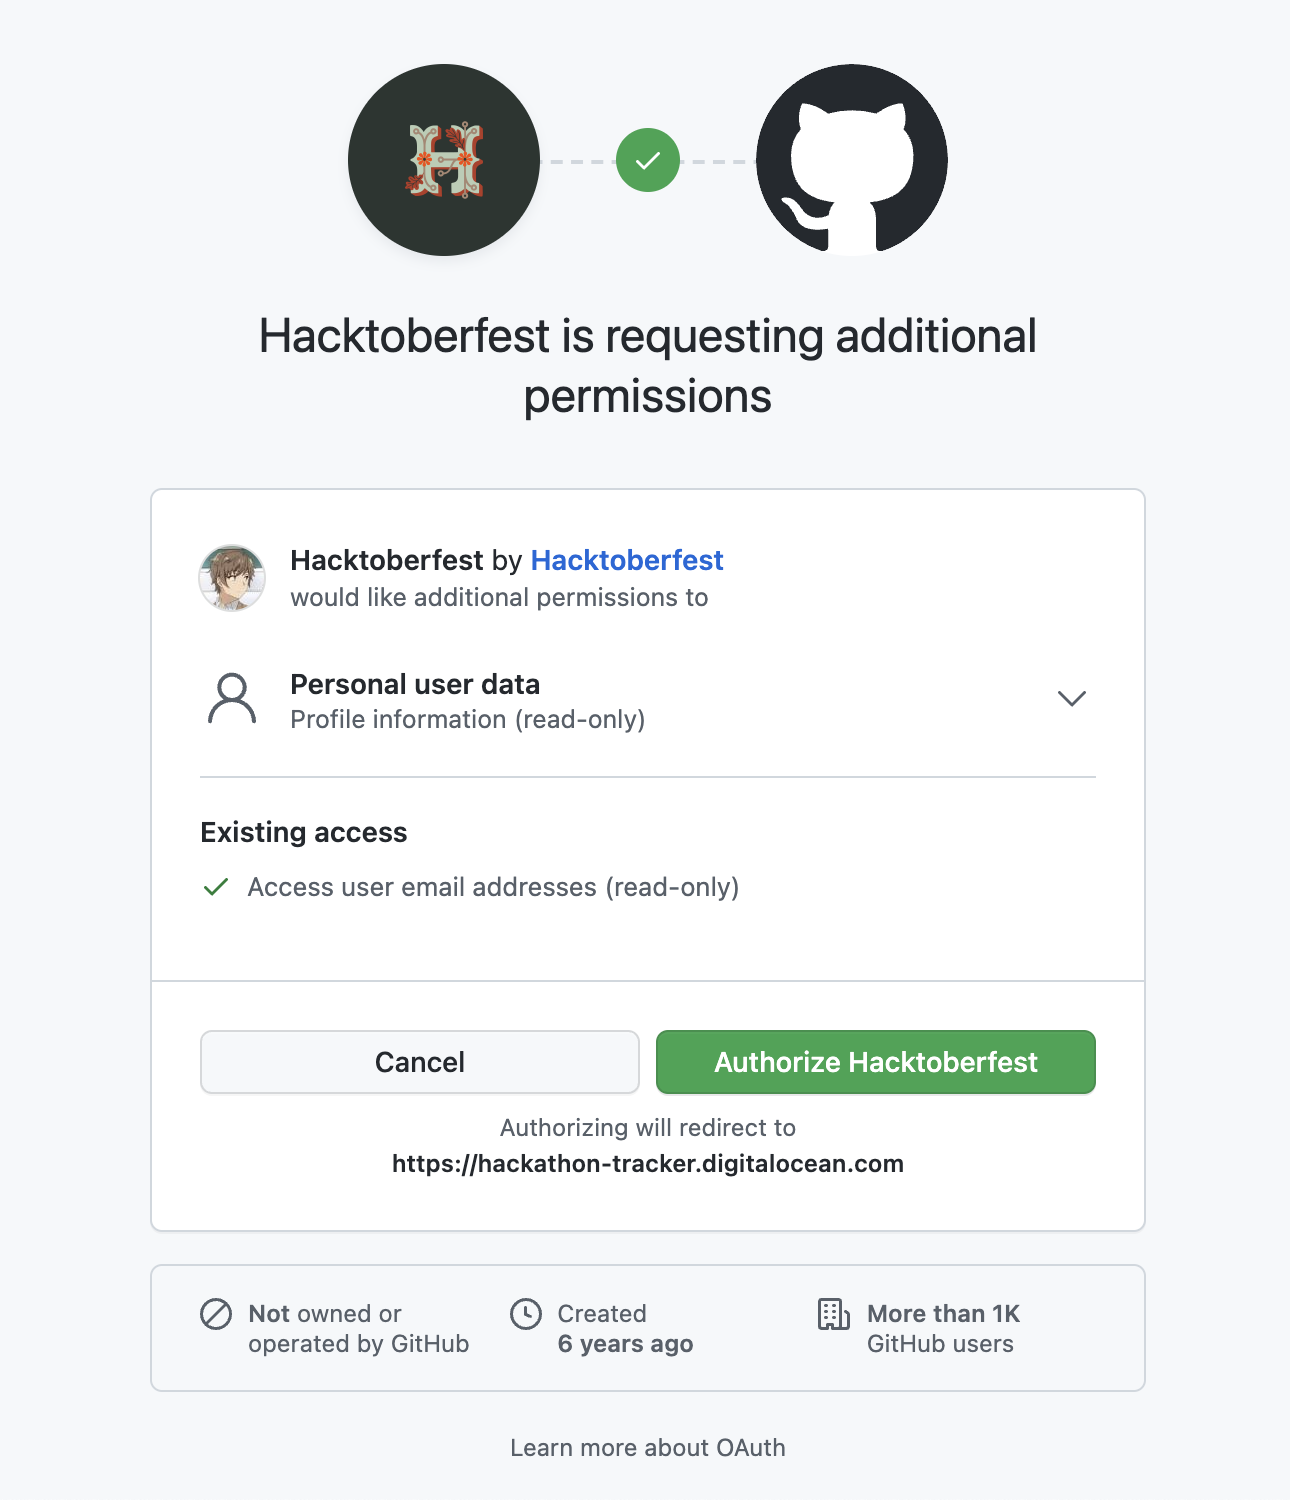 H
Hacktoberfest is requesting additional
permissions
Hacktoberfest by Hacktoberfest
would like additional permissions to
Personal user data
Profile information (read-only)
Existing access
Access user email addresses (read-only)
Cancel
Authorize Hacktoberfest
Authorizing will redirect to
https://hackathon-tracker.digitalocean.com
Not owned or
operated by GitHub
Created
6 years ago
More than 1K
GitHub users
Learn more about OAuth